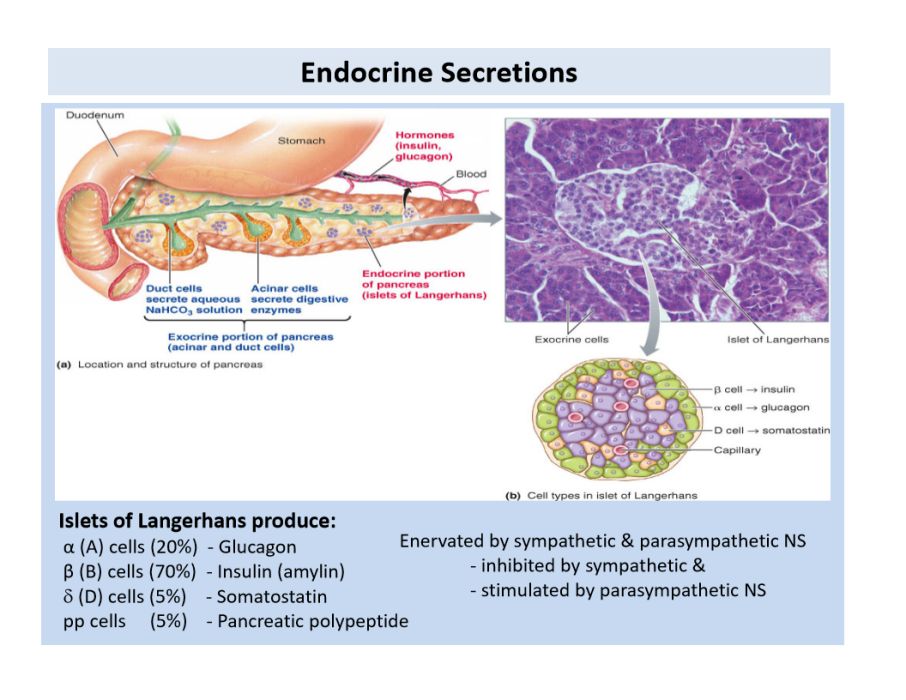 Endocrine Secretions
Duodenum
Stomach
Hormones
(insulin,
glucagon)
Blood
Duct cells
secrete aqueous
NaHCO₃ solution
Acinar cells
secrete digestive
enzymes
Endocrine portion
of pancreas
(islets of Langerhans)
Exocrine portion of pancreas
(acinar and duct cells)
(a) Location and structure of pancreas
Exocrine cells
Islet of Langerhans
β cell → insulin
α cell → glucagon
D cell → somatostatin
Capillary
(b) Cell types in islet of Langerhans
Islets of Langerhans produce:
α (A) cells (20%) - Glucagon
β (B) cells (70%) - Insulin (amylin)
δ (D) cells (5%) - Somatostatin
pp cells (5%) - Pancreatic polypeptide
Enervated by sympathetic & parasympathetic NS
- inhibited by sympathetic &
- stimulated by parasympathetic NS